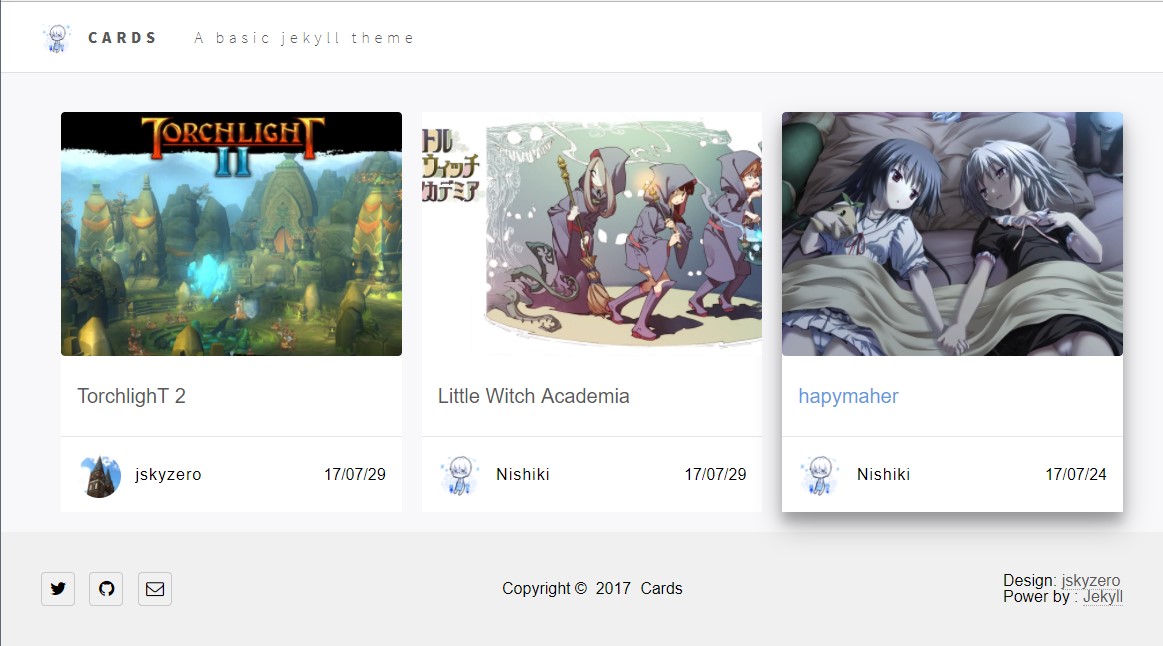 CARDS A basic jekyll theme
TORCHLIGHT
II
トル
ウィッチ
カデミア
TorchlighT 2
Little Witch Academia
hapymaher
jskyzero 17/07/29
Nishiki 17/07/29
Nishiki 17/07/24
Copyright © 2017 Cards
Design: jskyzero
Power by : Jekyll